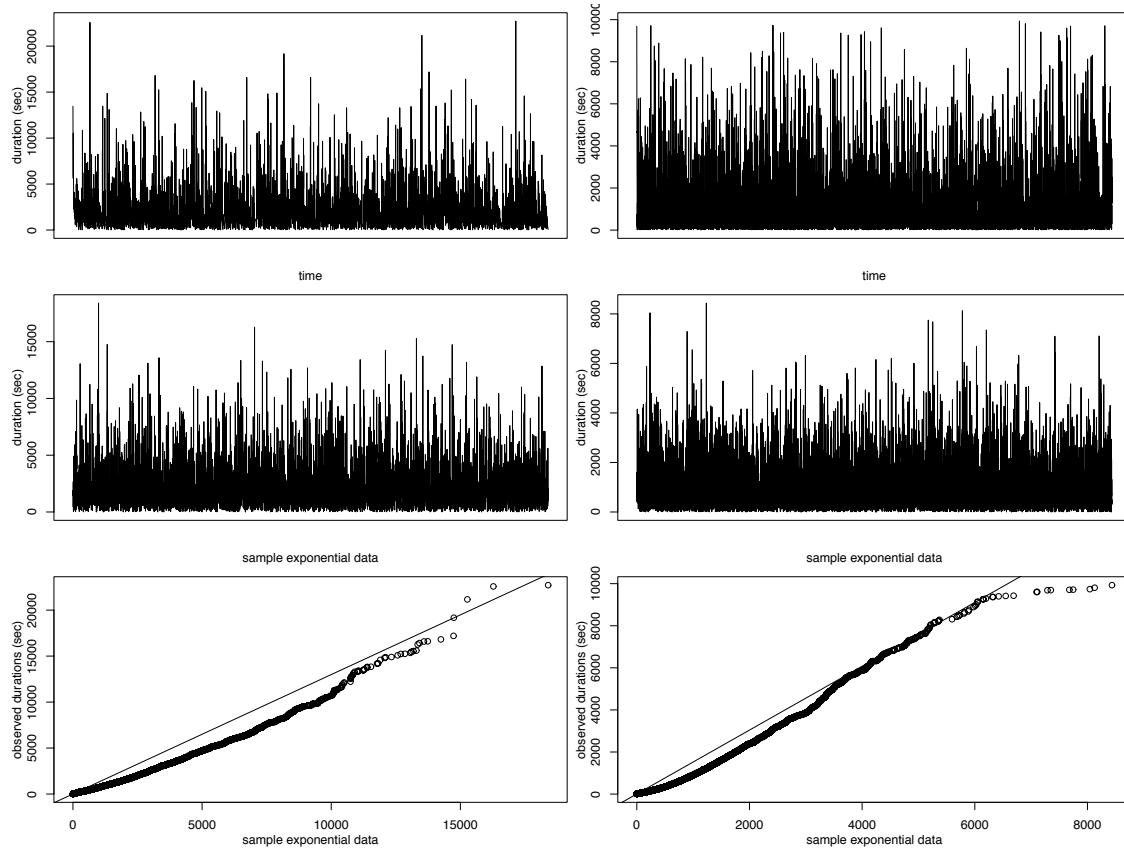 20000
15000
10000
5000
0
duration (sec)
time
10000
8000
6000
4000
2000
0
duration (sec)
time
15000
10000
5000
0
duration (sec)
sample exponential data
8000
6000
4000
2000
0
duration (sec)
sample exponential data
20000
15000
10000
5000
0
observed durations (sec)
0 5000 10000 15000
sample exponential data
10000
8000
6000
4000
2000
0
observed durations (sec)
0 2000 4000 6000 8000
sample exponential data